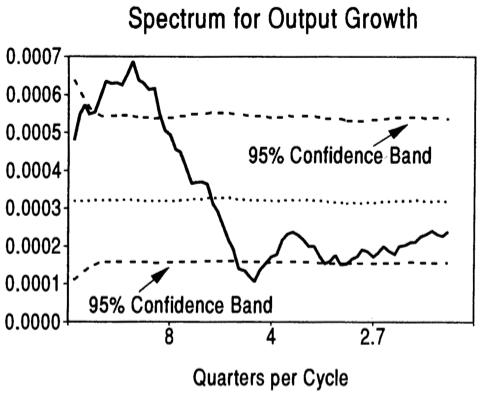 Spectrum for Output Growth
0.0007
0.0006
0.0005
0.0004
0.0003
0.0002
0.0001
0.0000
95% Confidence Band
95% Confidence Band
8 4 2.7
Quarters per Cycle